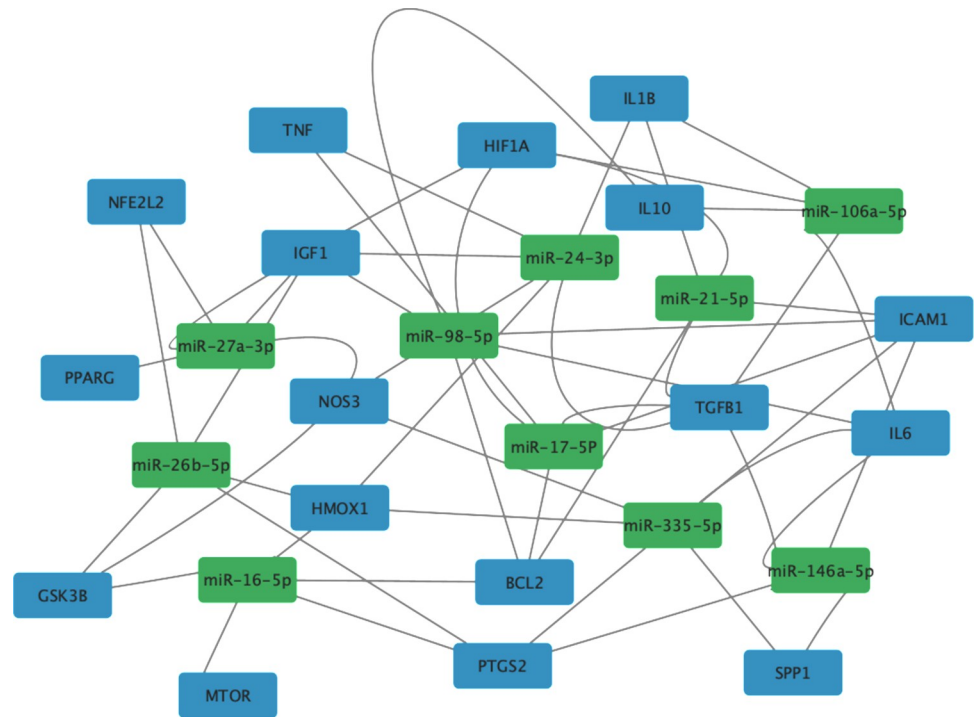 IL1B
TNF
HIF1A
NFE2L2
IL10
miR-106a-5p
IGF1
miR-24-3p
miR-21-5p
ICAM1
miR-98-5p
miR-27a-3p
PPARG
NOS3
TGFB1
IL6
miR-17-5P
miR-26b-5p
HMOX1
miR-335-5p
miR-146a-5p
miR-16-5p
BCL2
GSK3B
PTGS2
SPP1
MTOR